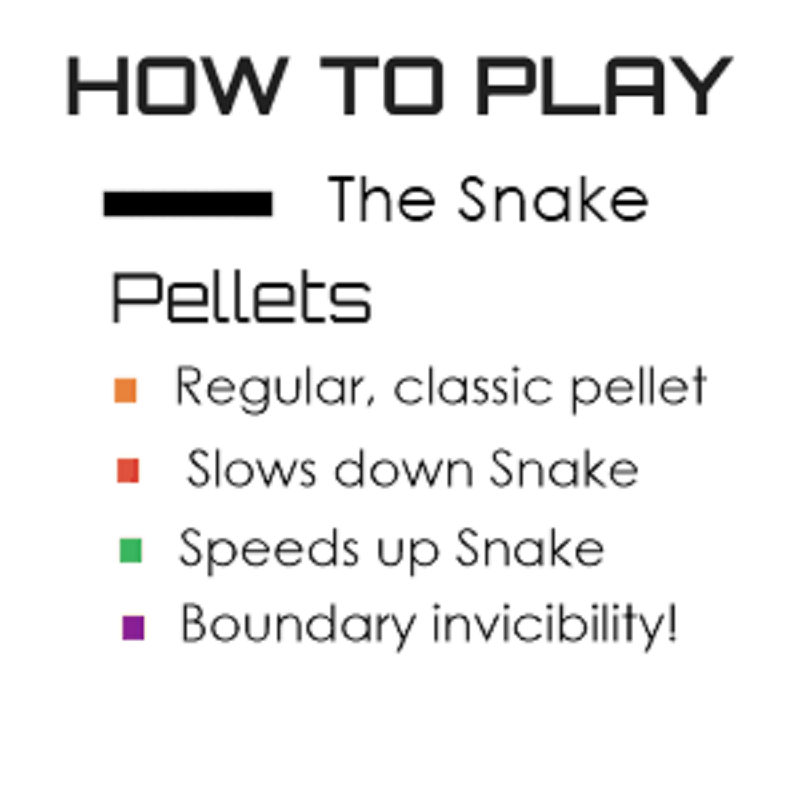 HOW TO PLAY
The Snake
Pellets
Regular, classic pellet
Slows down Snake
Speeds up Snake
Boundary invicibility!